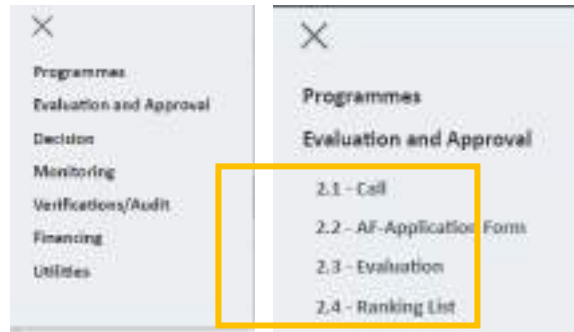 Programmes
Evaluation and Approval
Decision
Monitoring
Verifications/Audit
Financing
Utilities
Programmes
Evaluation and Approval
2.1 - Call
2.2 - AF-Application Form
2.3 - Evaluation
2.4 - Ranking List